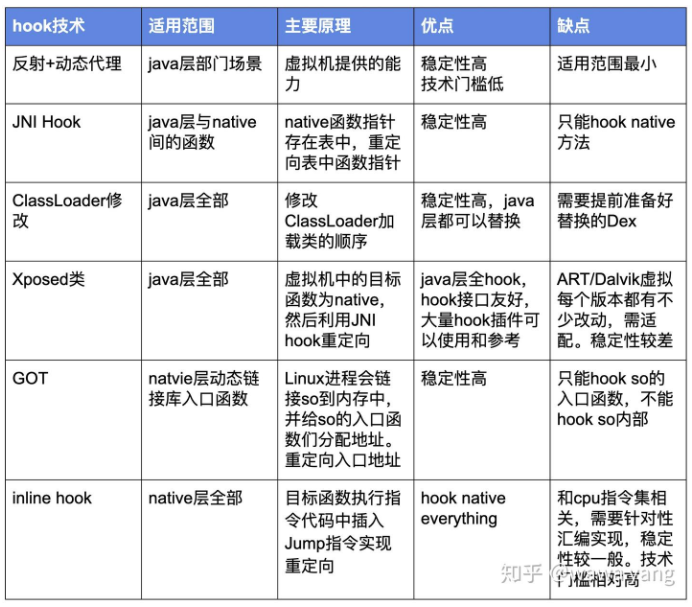 hook技术
适用范围
主要原理
优点
缺点
反射+动态代理
java层部门场景
虚拟机提供的能
力
稳定性高
技术门槛低
适用范围最小
JNI Hook
java层与native
间的函数
native函数指针
存在表中，重定
向表中函数指针
稳定性高
只能hook native
方法
ClassLoader修
改
java层全部
修改
ClassLoader加
载类的顺序
稳定性高，java
层都可以替换
需要提前准备好
替换的Dex
Xposed类
java层全部
虚拟机中的目标
函数为native，
然后利用JNI
hook重定向
java层全hook，
hook接口友好，
大量hook插件可
以使用和参考
ART/Dalvik虚拟
每个版本都有不
少改动，需适
配。稳定性较差
GOT
natvie层动态链
接库入口函数
Linux进程会链
接so到内存中，
并给so的入口函
数们分配地址。
重定向入口地址
稳定性高
只能hook so的
入口函数，不能
hook so内部
inline hook
native层全部
目标函数执行指
令代码中插入
Jump指令实现
重定向
hook native
everything
和cpu指令集相
关，需要针对性
汇编实现，稳定
性较一般。技术
门槛相对高
知乎 @wawa yang